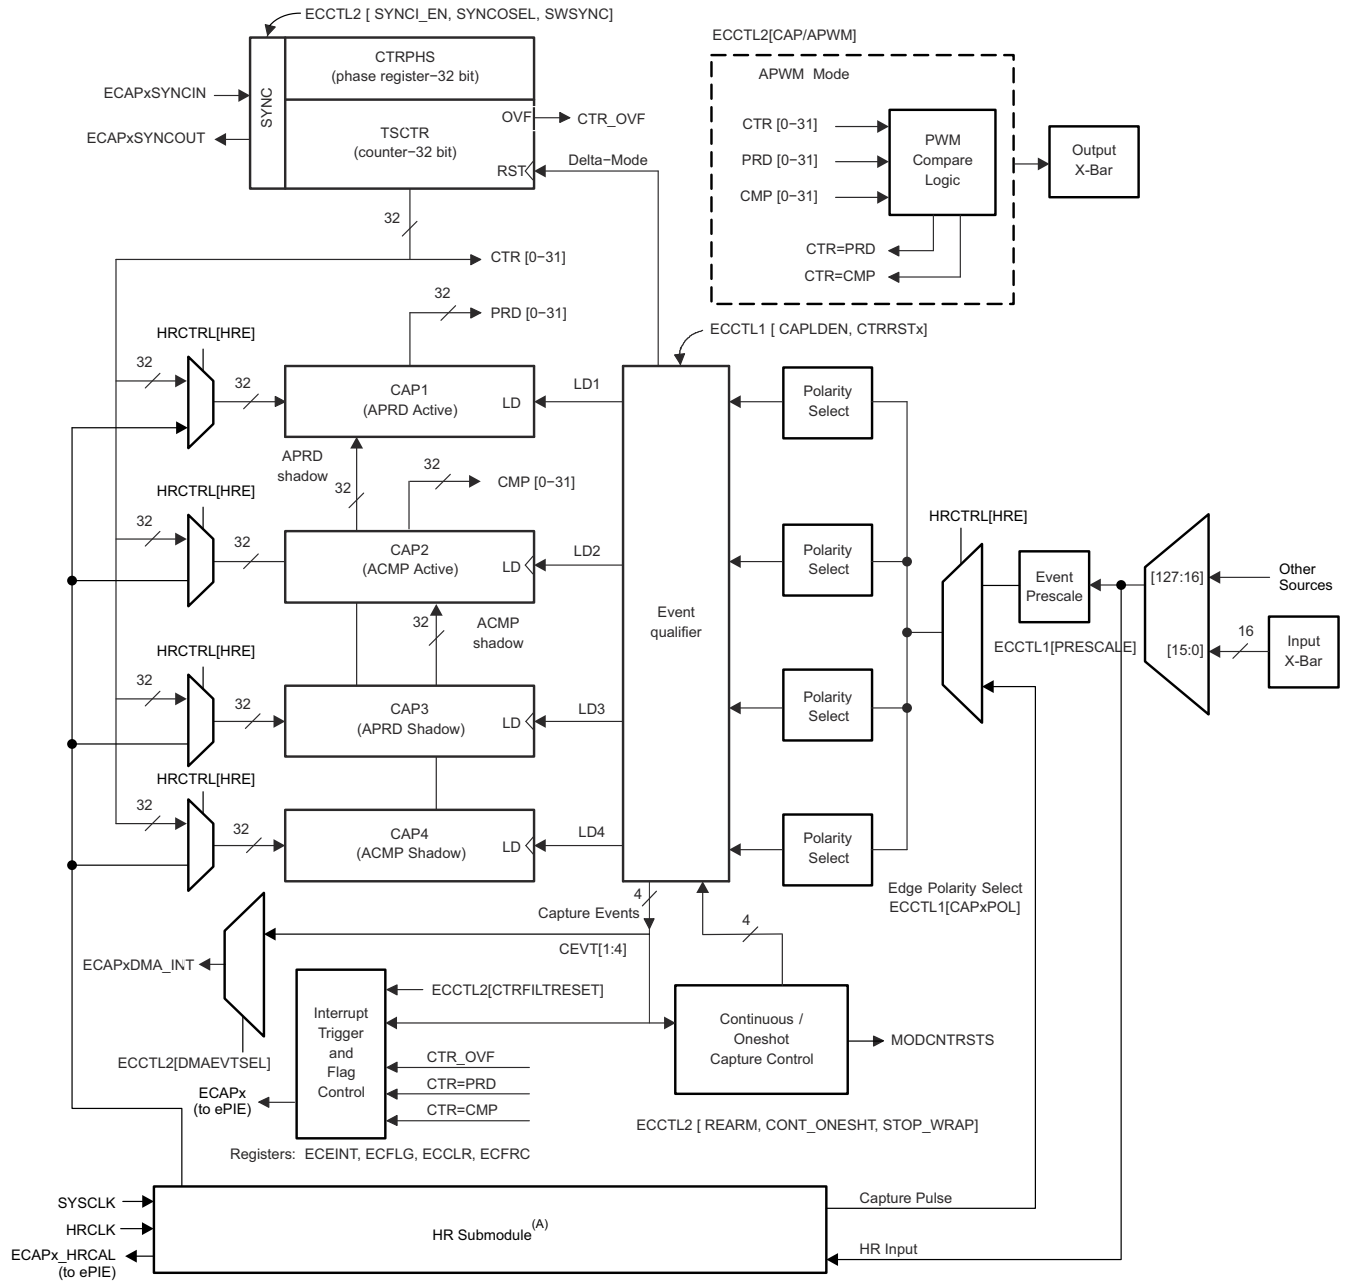 ECCTL2 [ SYNCI_EN, SYNCOSEL, SWSYNC]
CTRPHS
(phase register−32 bit)
SYNC
ECAPxSYNCIN
ECAPxSYNCOUT
TSCTR
(counter−32 bit)
OVF
CTR_OVF
RST
Delta−Mode
32
CTR [0−31]
32
PRD [0−31]
ECCTL2[CAP/APWM]
APWM Mode
CTR [0−31]
PRD [0−31]
CMP [0−31]
PWM
Compare
Logic
CTR=PRD
CTR=CMP
Output
X-Bar
ECCTL1 [ CAPLDEN, CTRRSTx]
HRCTRL[HRE]
32
32
CAP1
(APRD Active)
LD
LD1
Polarity
Select
APRD
shadow
32
32
CMP [0−31]
HRCTRL[HRE]
32
32
CAP2
(ACMP Active)
LD
LD2
Polarity
Select
32
ACMP
shadow
Event
qualifier
HRCTRL[HRE]
Event
Prescale
ECCTL1[PRESCALE]
[127:16]
[15:0]
Other
Sources
16
Input
X-Bar
HRCTRL[HRE]
32
32
CAP3
(APRD Shadow)
LD
LD3
Polarity
Select
HRCTRL[HRE]
32
32
CAP4
(ACMP Shadow)
LD
LD4
Polarity
Select
Edge Polarity Select
ECCTL1[CAPxPOL]
4
Capture Events
CEVT[1:4]
4
ECAPxDMA_INT
ECCTL2[DMAEVTSEL]
Interrupt
Trigger
and
Flag
Control
ECCTL2[CTRFILTRESET]
CTR_OVF
CTR=PRD
CTR=CMP
ECAPx
(to ePIE)
Continuous /
Oneshot
Capture Control
MODCNTRSTS
ECCTL2 [ REARM, CONT_ONESHT, STOP_WRAP]
Registers: ECEINT, ECFLG, ECCLR, ECFRC
SYSCLK
HRCLK
ECAPx_HRCAL
(to ePIE)
HR Submodule(A)
Capture Pulse
HR Input